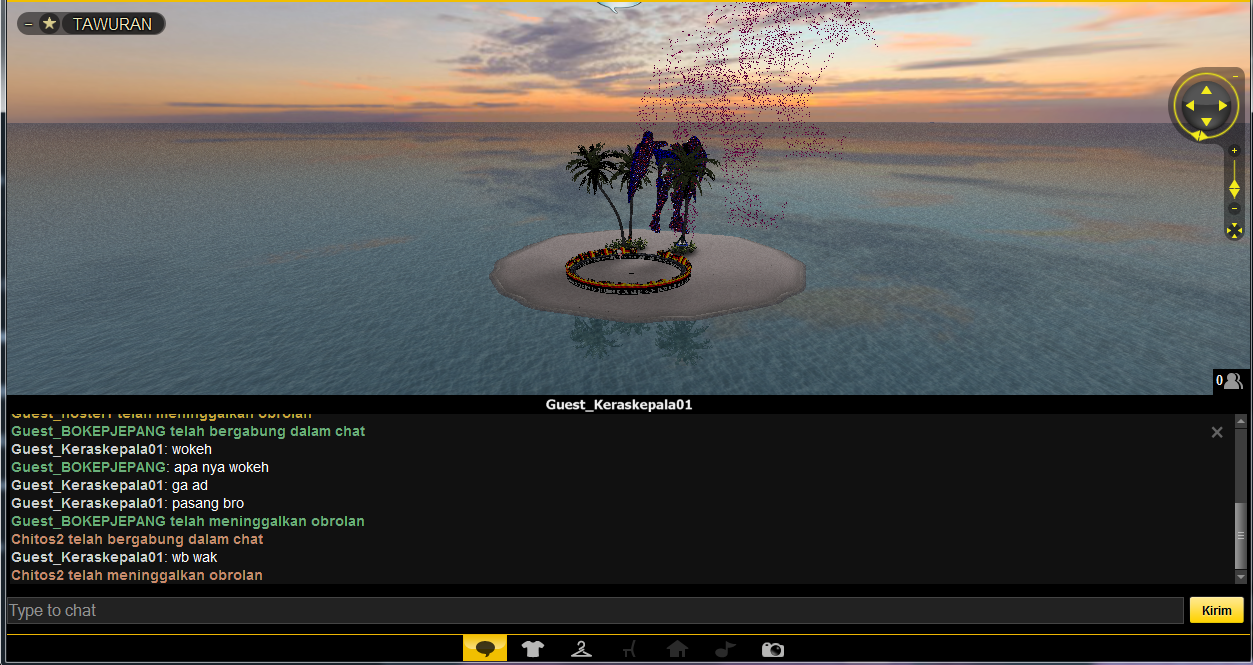 TAWURAN
0
Guest_Keraskepala01
telah meninggalkan obrolan
Guest_BOKEPJEPANG telah bergabung dalam chat
Guest_Keraskepala01: wokeh
Guest_BOKEPJEPANG: apa nya wokeh
Guest_Keraskepala01: ga ad
Guest_Keraskepala01: pasang bro
Guest_BOKEPJEPANG telah meninggalkan obrolan
Chitos2 telah bergabung dalam chat
Guest_Keraskepala01: wb wak
Chitos2 telah meninggalkan obrolan
Type to chat
Kirim